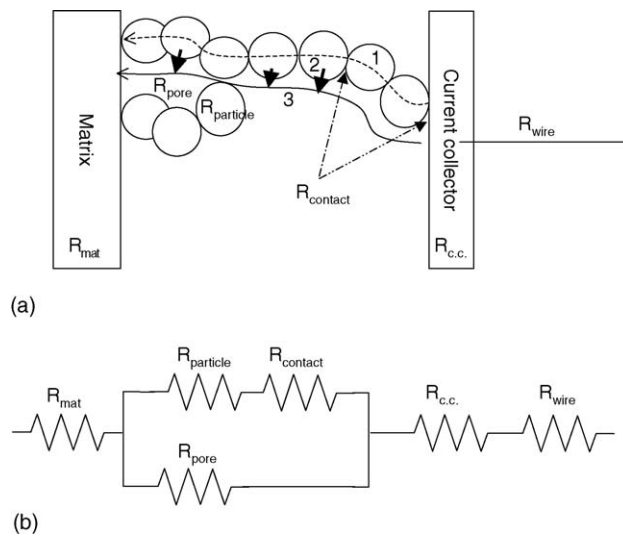 1
2
R_pore
R_particle
3
Matrix
Current collector
R_wire
R_contact
R_mat
R_c.c.
(a)
R_particle
R_contact
R_mat
R_c.c.
R_wire
R_pore
(b)